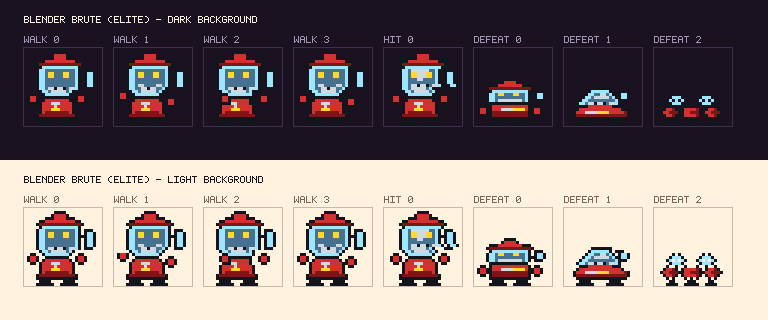 BLENDER BRUTE (ELITE) - DARK BACKGROUND
WALK 0 WALK 1 WALK 2 WALK 3 HIT 0 DEFEAT 0 DEFEAT 1 DEFEAT 2
BLENDER BRUTE (ELITE) - LIGHT BACKGROUND
WALK 0 WALK 1 WALK 2 WALK 3 HIT 0 DEFEAT 0 DEFEAT 1 DEFEAT 2